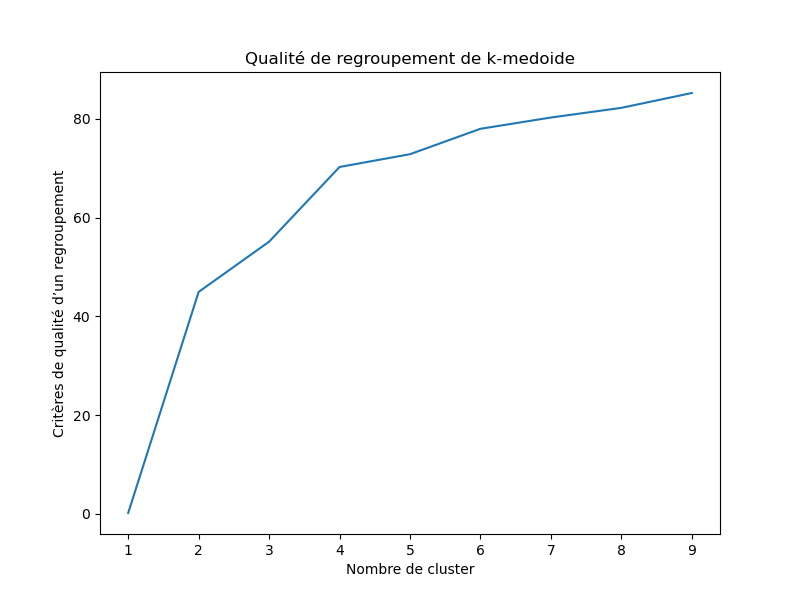 Qualité de regroupement de k-medoide
Critères de qualité d’un regroupement
80
60
40
20
0
1 2 3 4 5 6 7 8 9
Nombre de cluster